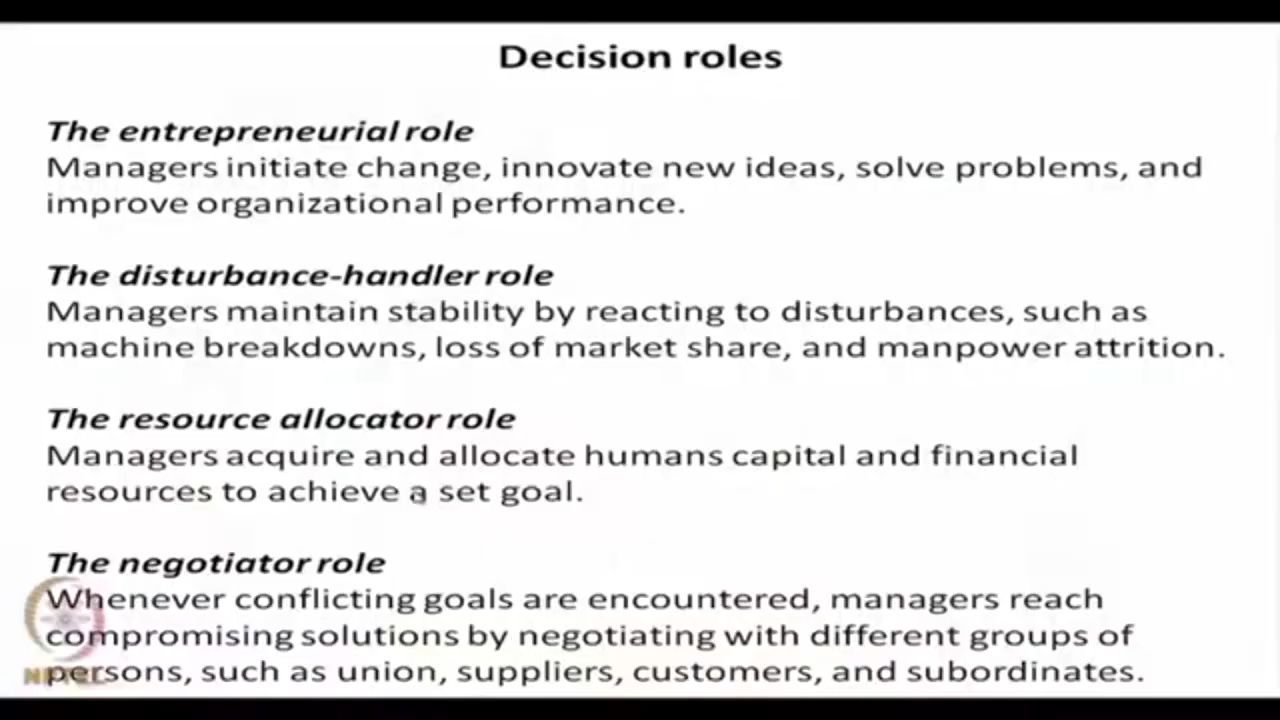 Decision roles
The entrepreneurial role
Managers initiate change, innovate new ideas, solve problems, and
improve organizational performance.
The disturbance-handler role
Managers maintain stability by reacting to disturbances, such as
machine breakdowns, loss of market share, and manpower attrition.
The resource allocator role
Managers acquire and allocate humans capital and financial
resources to achieve a set goal.
The negotiator role
Whenever conflicting goals are encountered, managers reach
compromising solutions by negotiating with different groups of
persons, such as union, suppliers, customers, and subordinates.